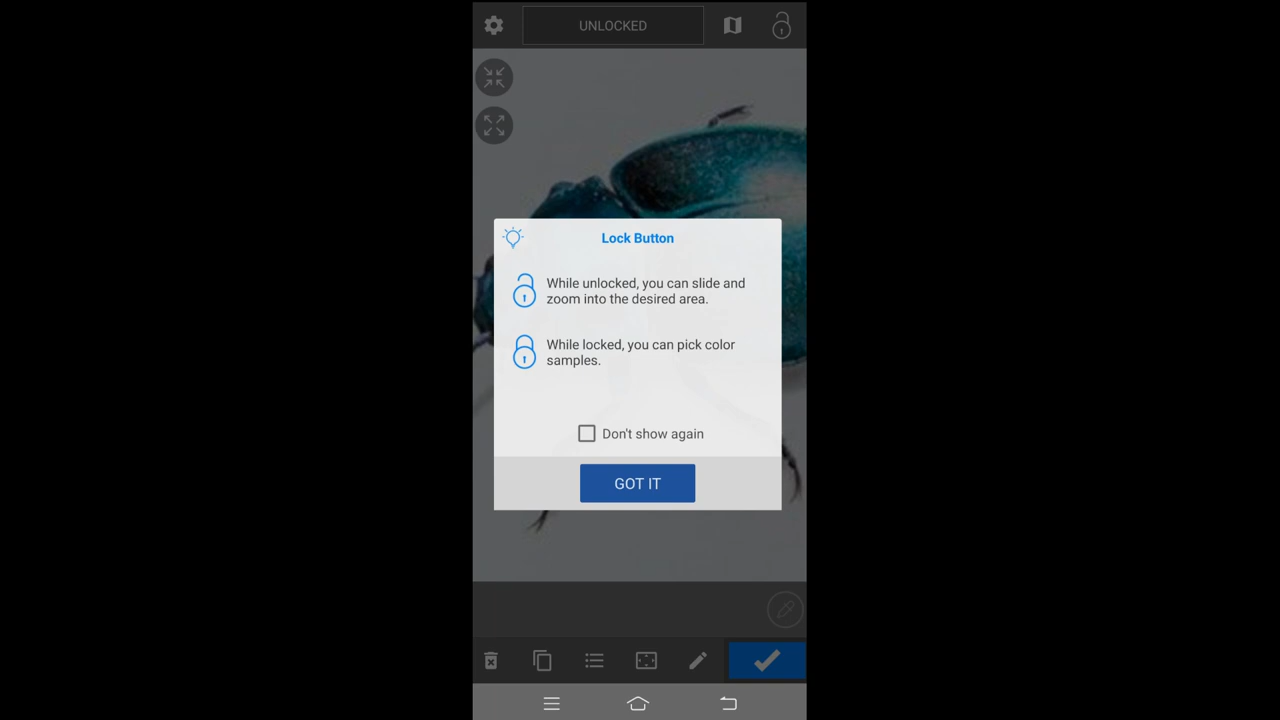 UNLOCKED
Lock Button
While unlocked, you can slide and
zoom into the desired area.
While locked, you can pick color
samples.
Don't show again
GOT IT